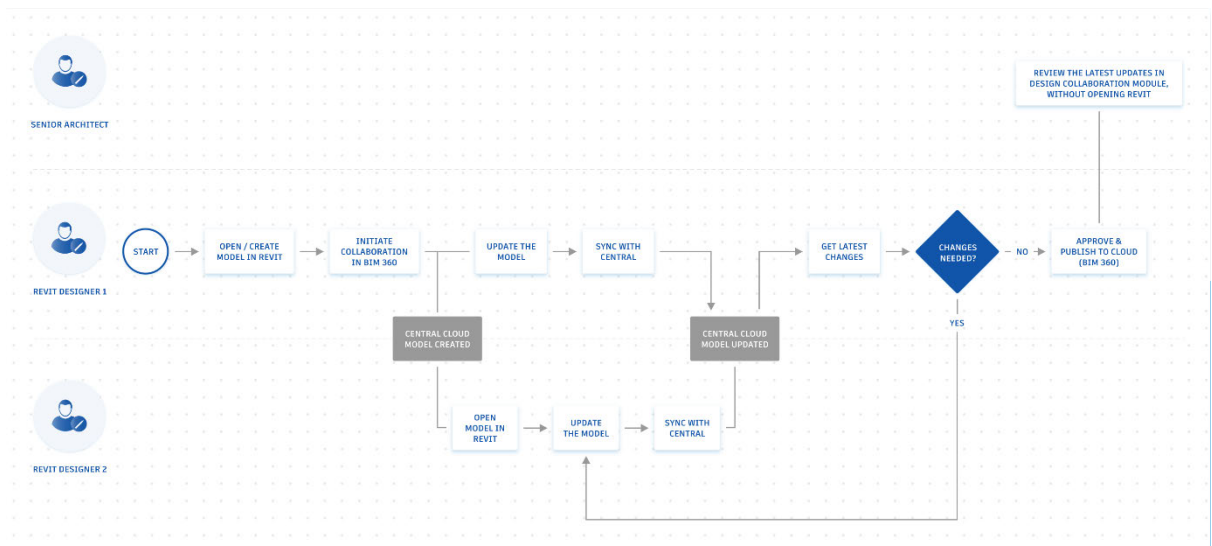 SENIOR ARCHITECT
REVIEW THE LATEST UPDATES IN
DESIGN COLLABORATION MODULE,
WITHOUT OPENING REVIT
REVIT DESIGNER 1
START
OPEN / CREATE
MODEL IN REVIT
INITIATE
COLLABORATION
IN BIM 360
UPDATE THE
MODEL
SYNC WITH
CENTRAL
GET LATEST
CHANGES
CHANGES
NEEDED?
NO
APPROVE &
PUBLISH TO CLOUD
(BIM 360)
YES
CENTRAL CLOUD
MODEL CREATED
CENTRAL CLOUD
MODEL UPDATED
REVIT DESIGNER 2
OPEN
MODEL IN
REVIT
UPDATE
THE MODEL
SYNC WITH
CENTRAL